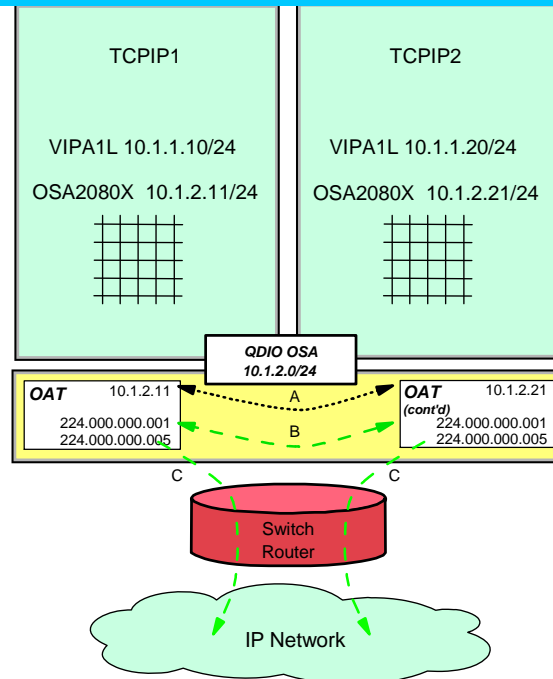 TCPIP1
TCPIP2
VIPA1L 10.1.1.10/24
VIPA1L 10.1.1.20/24
OSA2080X 10.1.2.11/24
OSA2080X 10.1.2.21/24
QDIO OSA
10.1.2.0/24
OAT 10.1.2.11
224.000.000.001
224.000.000.005
A
B
OAT 10.1.2.21
(cont'd)
224.000.000.001
224.000.000.005
C
C
Switch
Router
IP Network